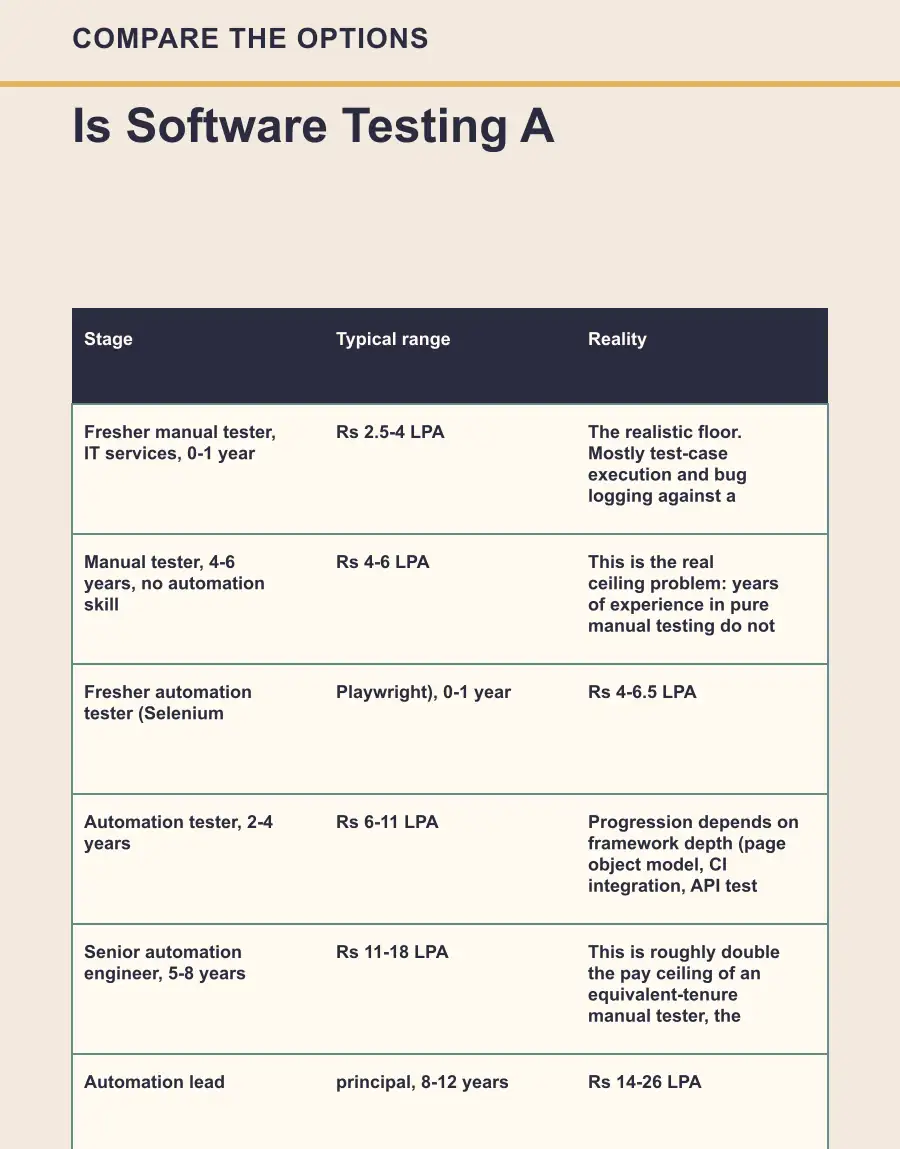 COMPARE THE OPTIONS
Is Software Testing A
Stage
Typical range
Reality
Fresher manual tester,
IT services, 0-1 year
Rs 2.5-4 LPA
The realistic floor.
Mostly test-case
execution and bug
logging against a
Manual tester, 4-6
years, no automation
skill
Rs 4-6 LPA
This is the real
ceiling problem: years
of experience in pure
manual testing do not
Fresher automation
tester (Selenium
Playwright), 0-1 year
Rs 4-6.5 LPA
Automation tester, 2-4
years
Rs 6-11 LPA
Progression depends on
framework depth (page
object model, CI
integration, API test
Senior automation
engineer, 5-8 years
Rs 11-18 LPA
This is roughly double
the pay ceiling of an
equivalent-tenure
manual tester, the
Automation lead
principal, 8-12 years
Rs 14-26 LPA